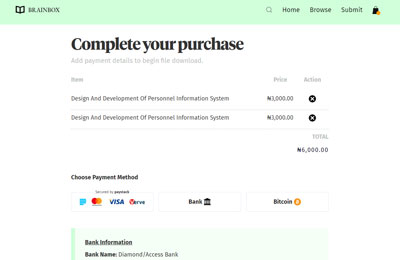 BRAINBOX
Home Browse Submit
Complete your purchase
Add payment details to begin file download.
Item Price Action
Design And Development Of Personnel Information System ₦3,000.00
Design And Development Of Personnel Information System ₦3,000.00
TOTAL
₦6,000.00
Choose Payment Method
Secured by paystack
VISA Verve
Bank
Bitcoin
Bank Information
Bank Name: Diamond/Access Bank